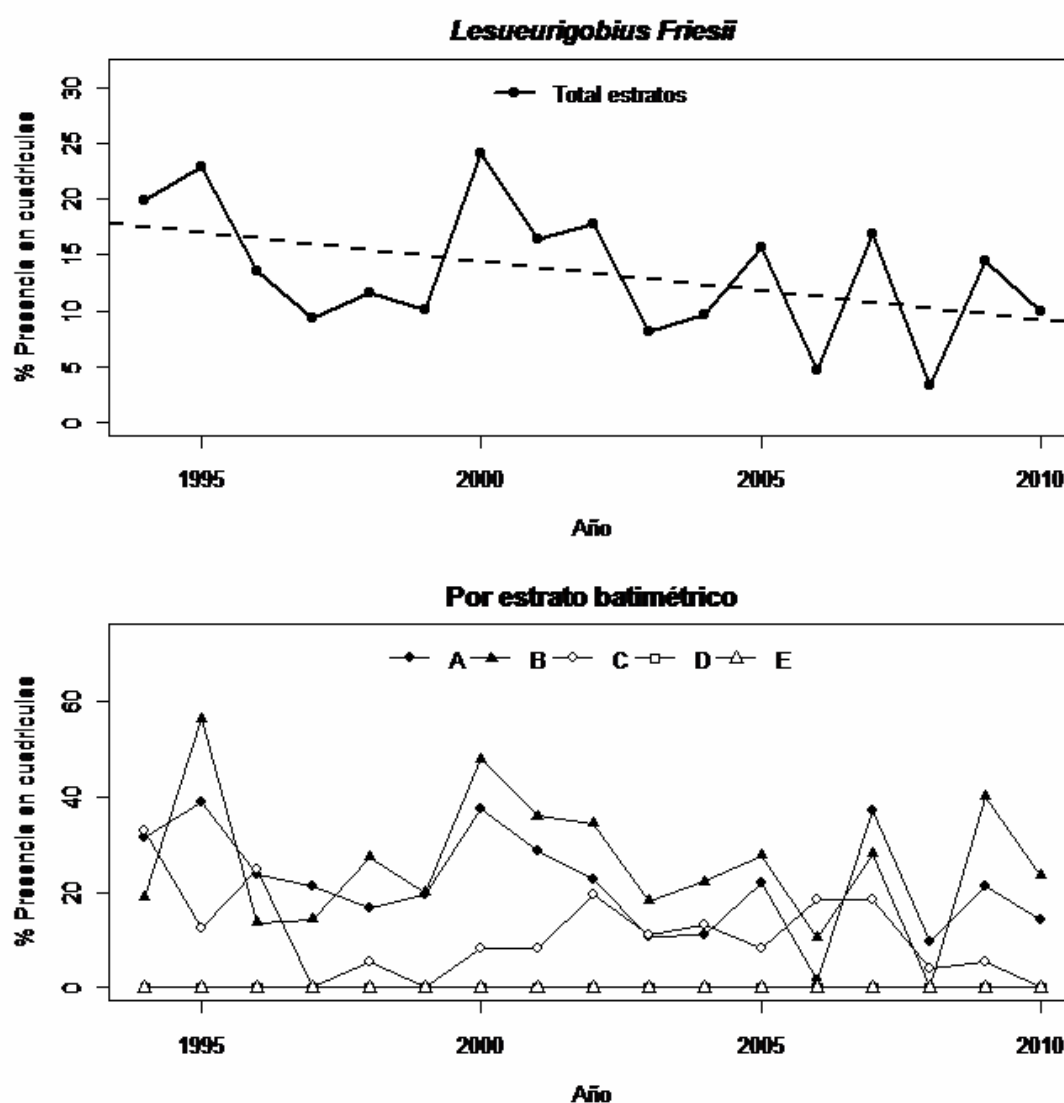 Lesueurigobius Friesii
Total estratos
% Presencia en cuadrículas
30
25
20
15
10
5
0
1995 2000 2005 2010
Año
Por estrato batimétrico
A B C D E
% Presencia en cuadrículas
60
40
20
0
1995 2000 2005 2010
Año